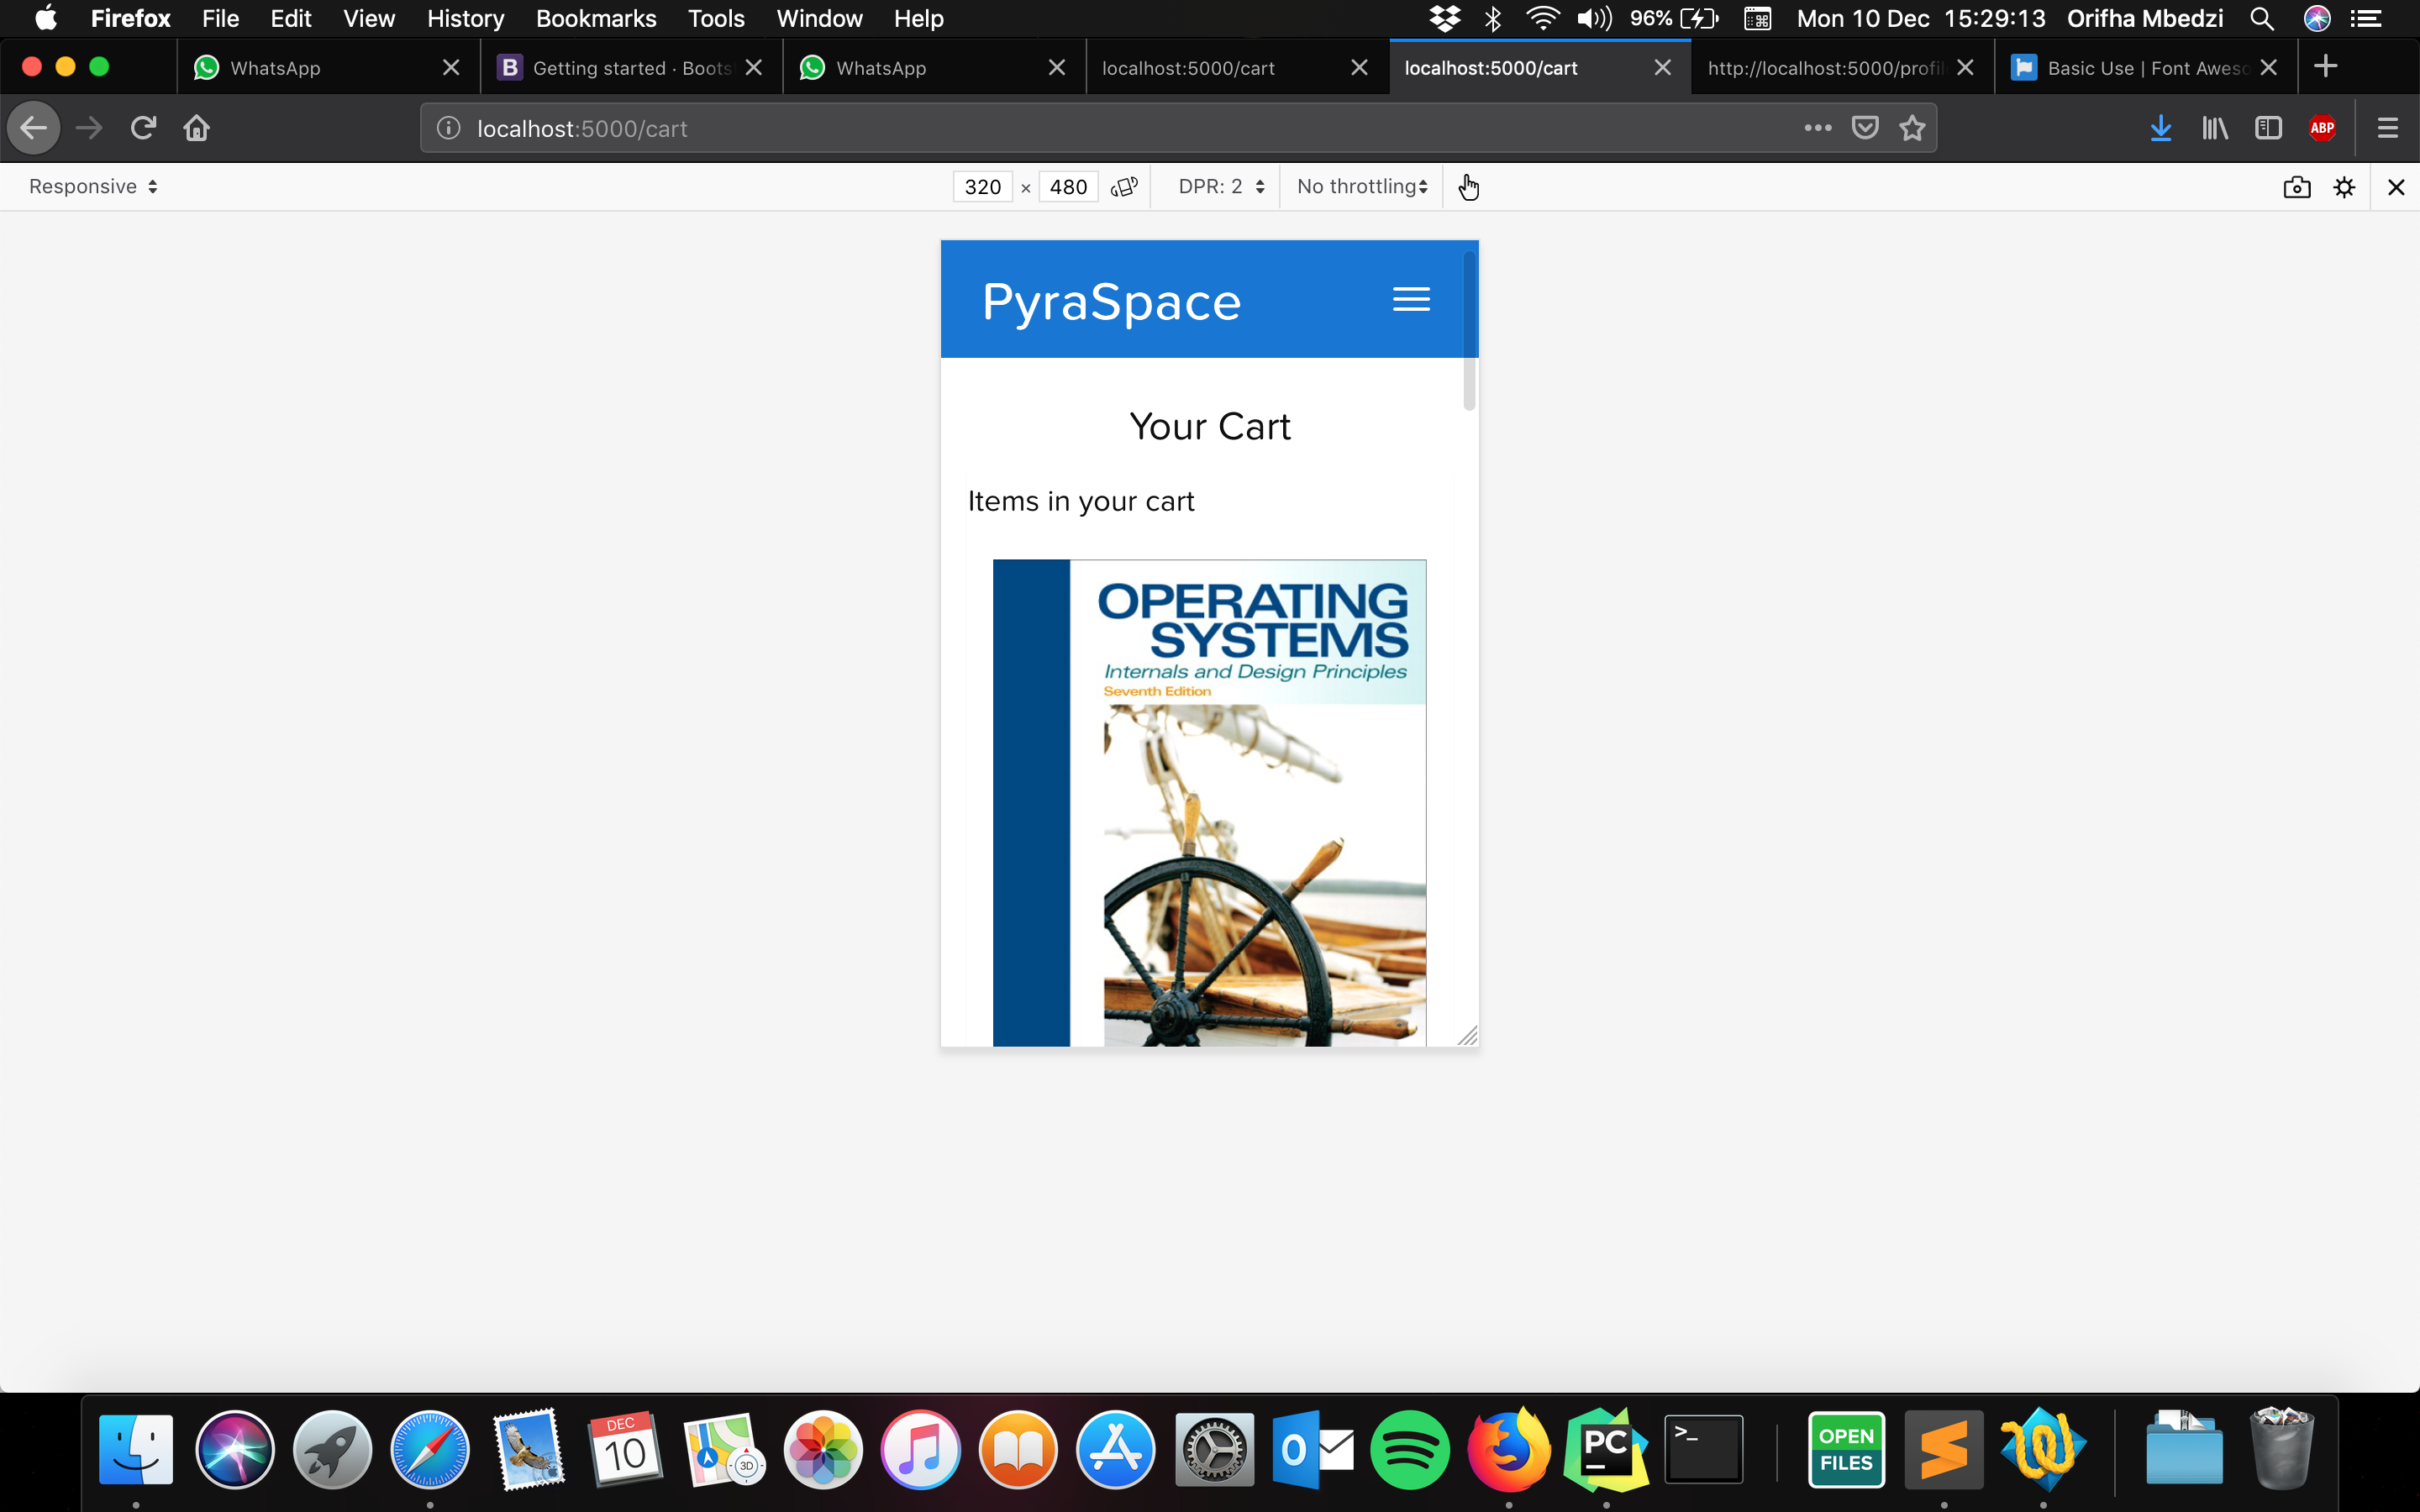 Firefox File Edit View History Bookmarks Tools Window Help 96% Mon 10 Dec 15:29:13 Orifha Mbedzi
WhatsApp B Getting started · Boots WhatsApp localhost:5000/cart localhost:5000/cart http://localhost:5000/profil Basic Use | Font Aweso
localhost:5000/cart ABP
Responsive 320 × 480 DPR: 2 No throttling
PyraSpace
Your Cart
Items in your cart
OPERATING
SYSTEMS
Internals and Design Principles
Seventh Edition
DEC
10
3D
O
PC
>_
OPEN
FILES